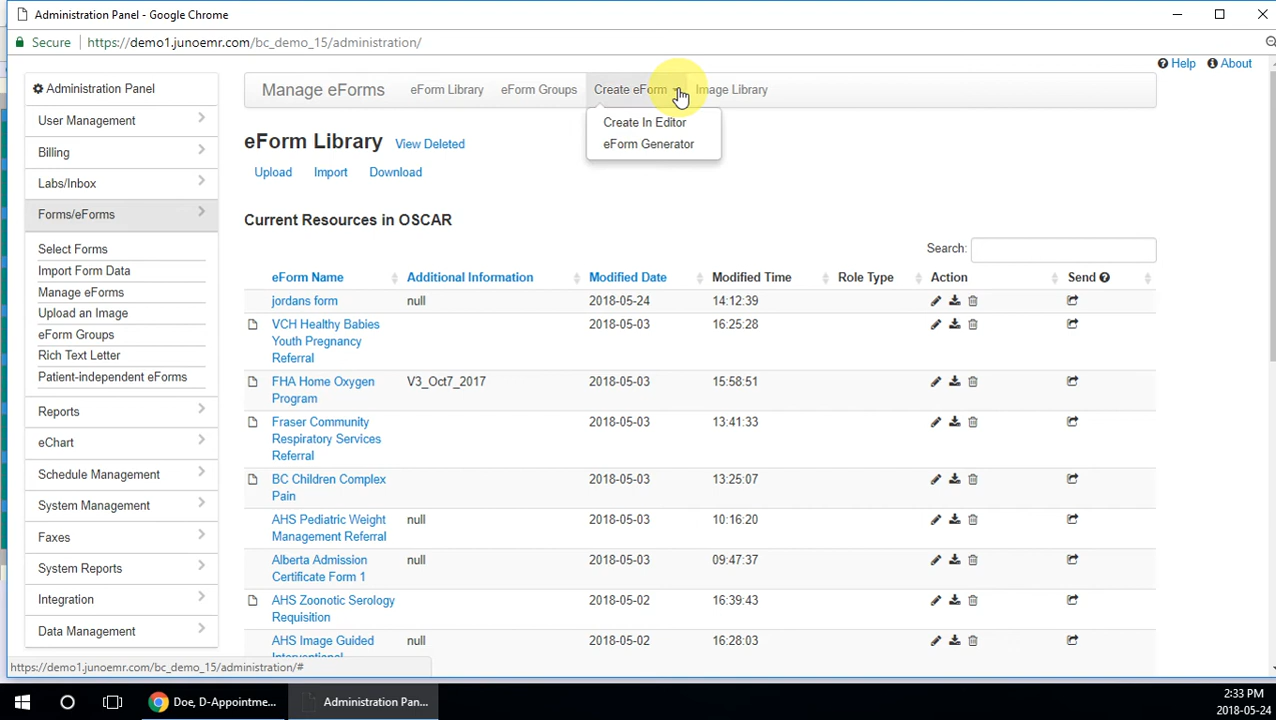 Administration Panel - Google Chrome
Secure https://demo1.junoemr.com/bc_demo_15/administration/
Help About
Administration Panel
User Management
Billing
Labs/Inbox
Forms/eForms
Select Forms
Import Form Data
Manage eForms
Upload an Image
eForm Groups
Rich Text Letter
Patient-independent eForms
Reports
eChart
Schedule Management
System Management
Faxes
System Reports
Integration
Data Management
Manage eForms eForm Library eForm Groups Create eForm Image Library
Create In Editor
eForm Generator
eForm Library View Deleted
Upload Import Download
Current Resources in OSCAR
Search:
eForm Name Additional Information Modified Date Modified Time Role Type Action Send
jordans form null 2018-05-24 14:12:39
VCH Healthy Babies 2018-05-03 16:25:28
Youth Pregnancy
Referral
FHA Home Oxygen V3_Oct7_2017 2018-05-03 15:58:51
Program
Fraser Community 2018-05-03 13:41:33
Respiratory Services
Referral
BC Children Complex 2018-05-03 13:25:07
Pain
AHS Pediatric Weight null 2018-05-03 10:16:20
Management Referral
Alberta Admission null 2018-05-03 09:47:37
Certificate Form 1
AHS Zoonotic Serology 2018-05-02 16:39:43
Requisition
AHS Image Guided null 2018-05-02 16:28:03
Interventional
https://demo1.junoemr.com/bc_demo_15/administration/#
Doe, D-Appointme... Administration Pan...
2:33 PM
2018-05-24